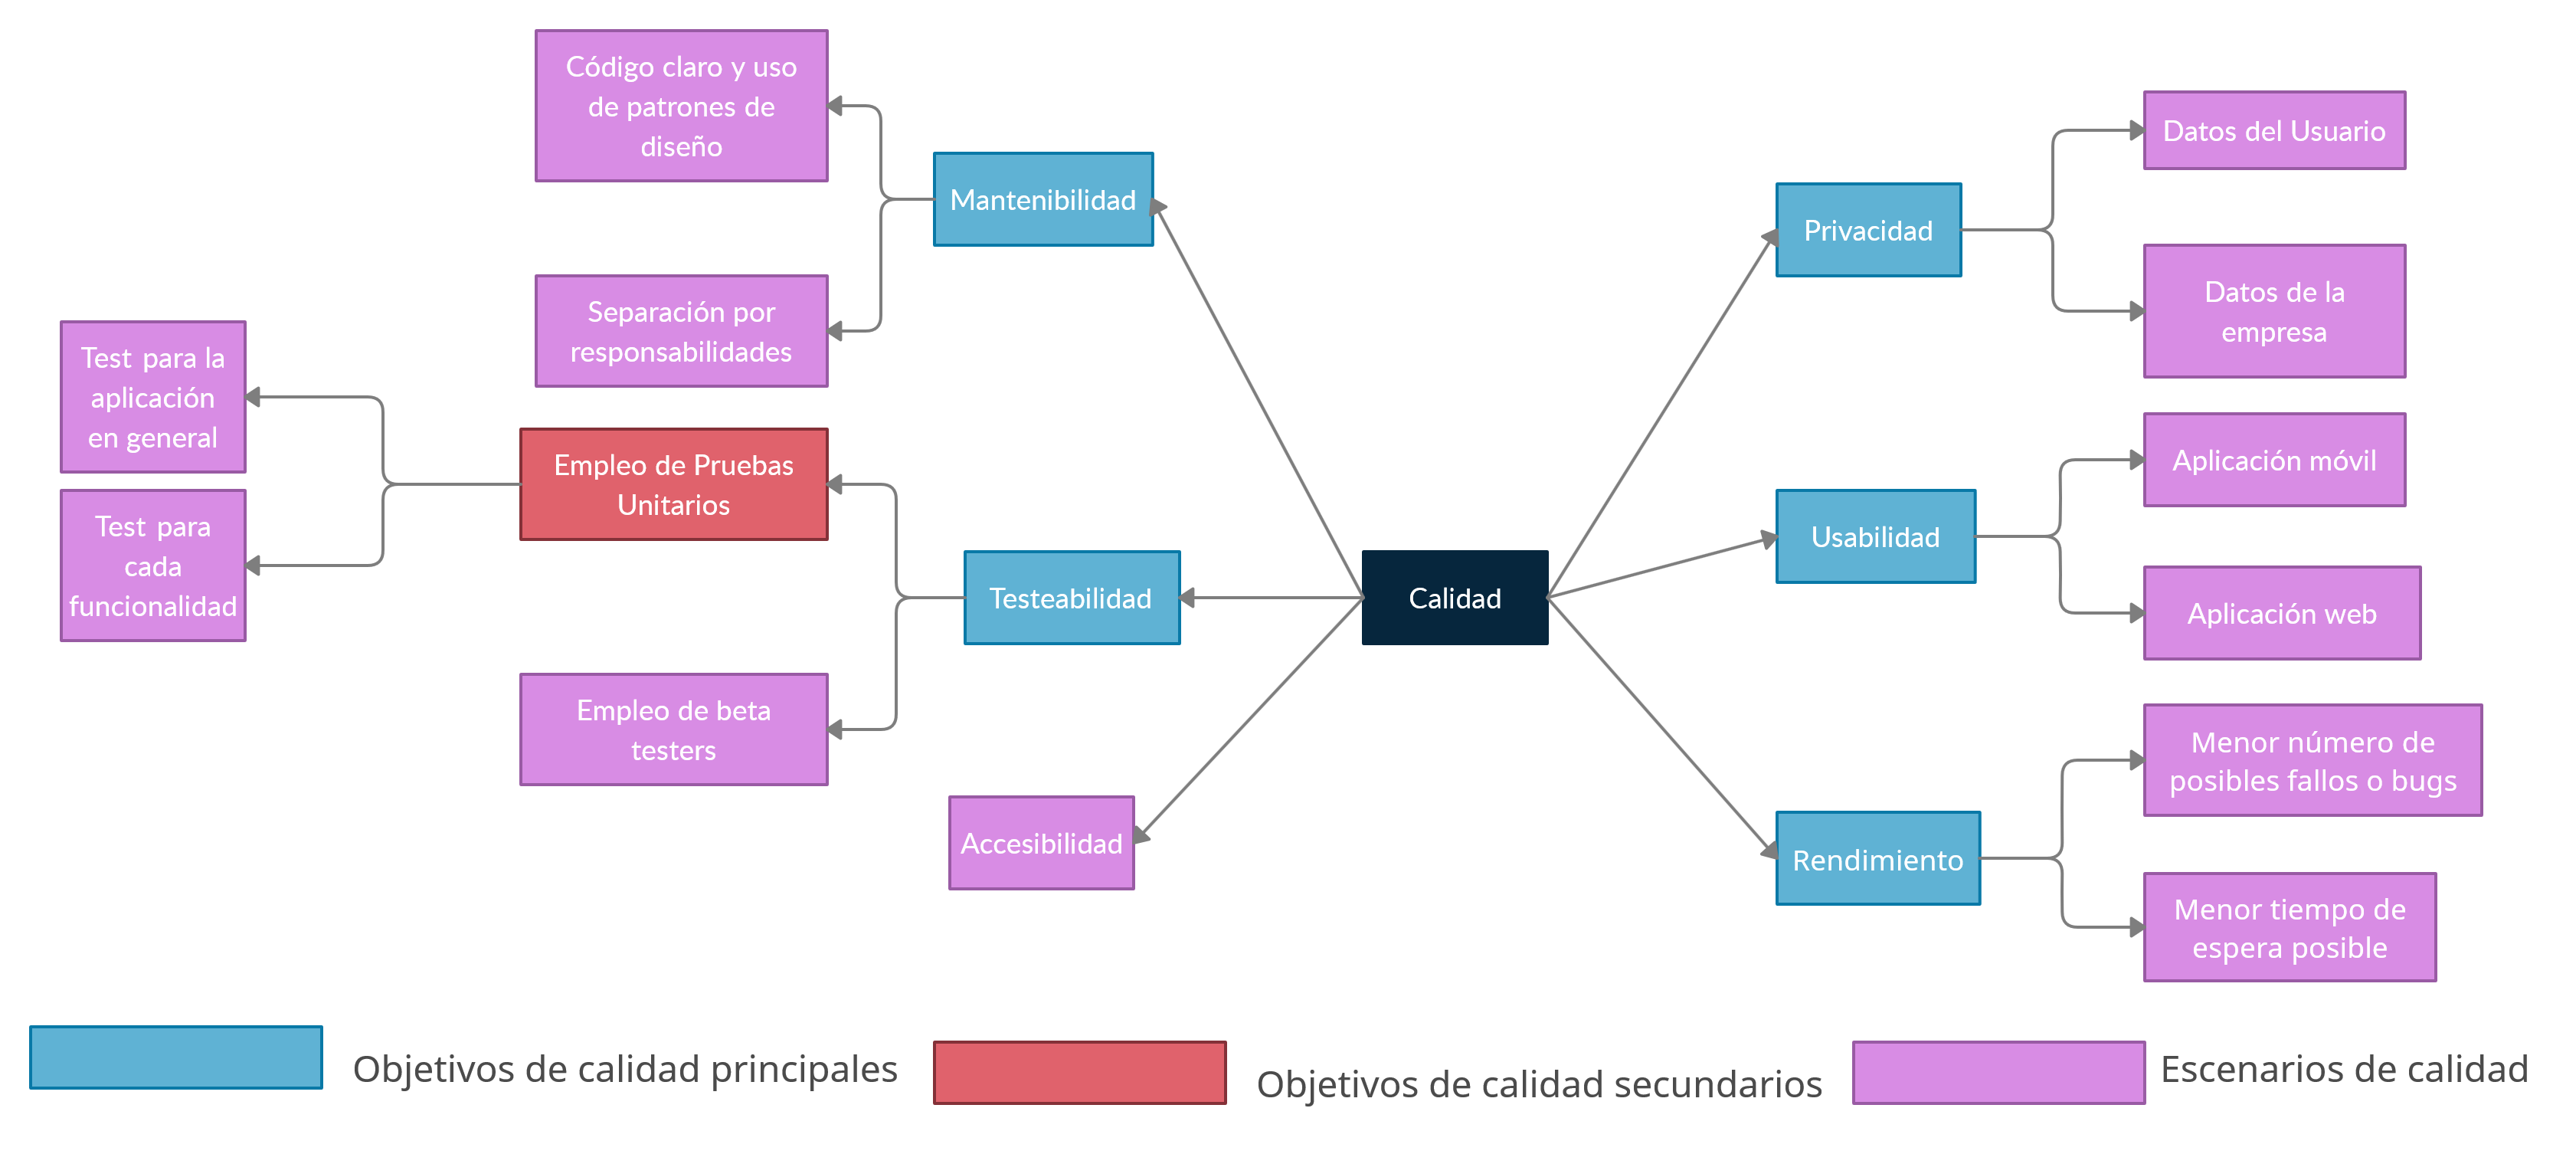 Código claro y uso
de patrones de
diseño
Mantenibilidad
Separación por
responsabilidades
Test para la
aplicación
en general
Test para
cada
funcionalidad
Empleo de Pruebas
Unitarios
Testeabilidad
Empleo de beta
testers
Accesibilidad
Calidad
Privacidad
Datos del Usuario
Datos de la
empresa
Usabilidad
Aplicación móvil
Aplicación web
Rendimiento
Menor número de
posibles fallos o bugs
Menor tiempo de
espera posible
Objetivos de calidad principales
Objetivos de calidad secundarios
Escenarios de calidad